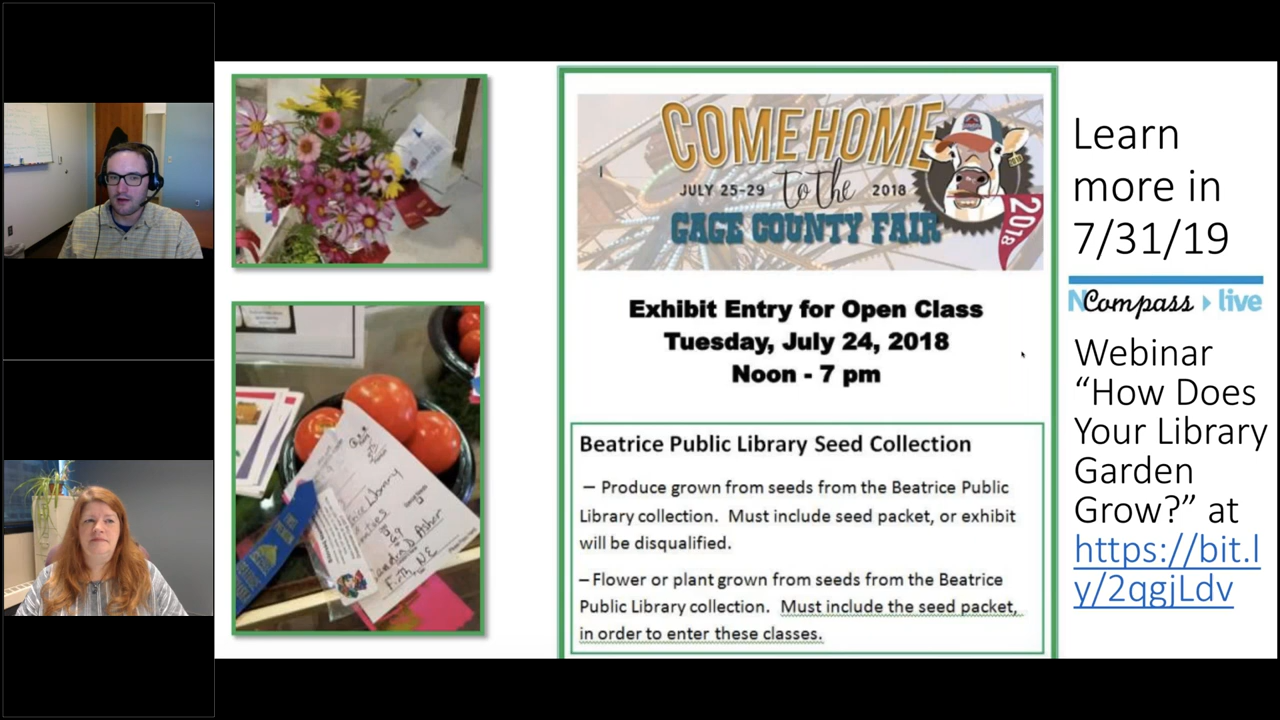 COME HOME
JULY 25-29 to the 2018
GAGE COUNTY FAIR
2018
Exhibit Entry for Open Class
Tuesday, July 24, 2018
Noon - 7 pm
Beatrice Public Library Seed Collection
– Produce grown from seeds from the Beatrice Public
Library collection. Must include seed packet, or exhibit
will be disqualified.
– Flower or plant grown from seeds from the Beatrice
Public Library collection. Must include the seed packet,
in order to enter these classes.
Library
Firth, NE
Learn
more in
7/31/19
NCompass live
Webinar
“How Does
Your Library
Garden
Grow?” at
https://bit.l
y/2qgjLdv